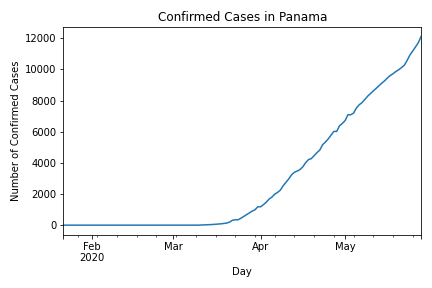 Confirmed Cases in Panama
Number of Confirmed Cases
12000
10000
8000
6000
4000
2000
0
Feb
2020
Mar
Apr
May
Day